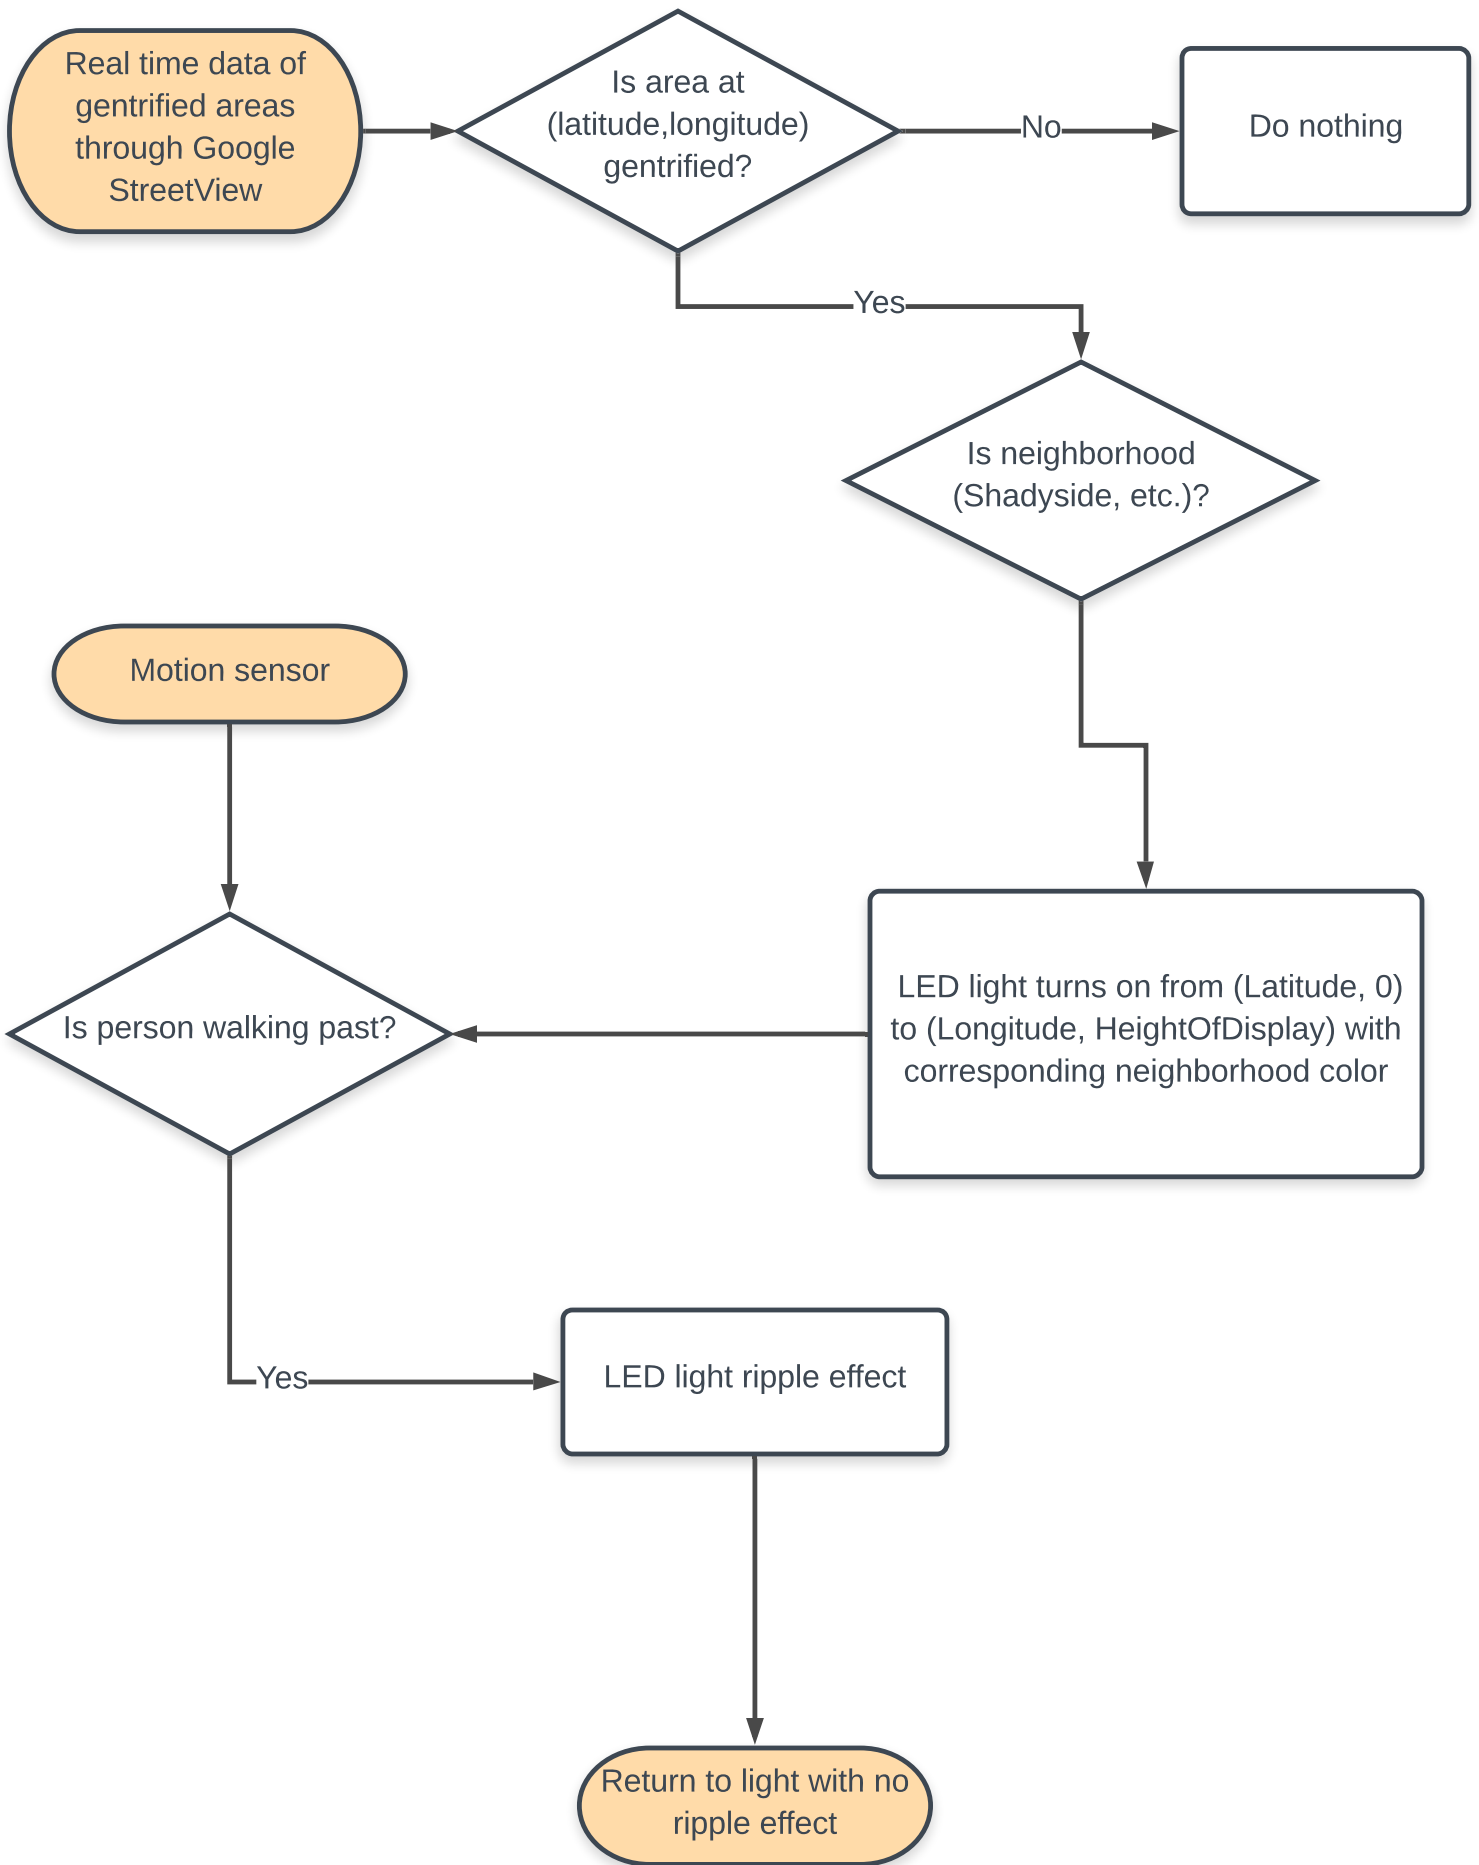 Real time data of
gentrified areas
through Google
StreetView
Is area at
(latitude,longitude)
gentrified?
No
Do nothing
Yes
Is neighborhood
(Shadyside, etc.)?
Motion sensor
Is person walking past?
LED light turns on from (Latitude, 0)
to (Longitude, HeightOfDisplay) with
corresponding neighborhood color
Yes
LED light ripple effect
Return to light with no
ripple effect